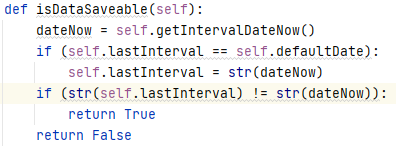 def isDataSaveable(self):
    dateNow = self.getIntervalDateNow()
    if (self.lastInterval == self.defaultDate):
        self.lastInterval = str(dateNow)
    if (str(self.lastInterval) != str(dateNow)):
        return True
    return False